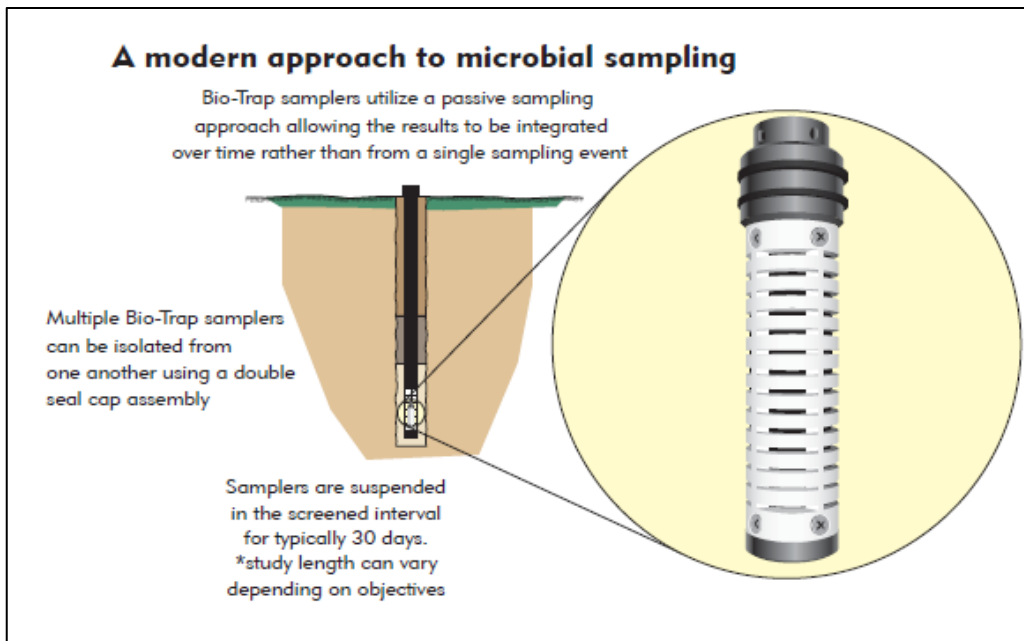 A modern approach to microbial sampling
Bio-Trap samplers utilize a passive sampling
approach allowing the results to be integrated
over time rather than from a single sampling event
Multiple Bio-Trap samplers
can be isolated from
one another using a double
seal cap assembly
Samplers are suspended
in the screened interval
for typically 30 days.
*study length can vary
depending on objectives